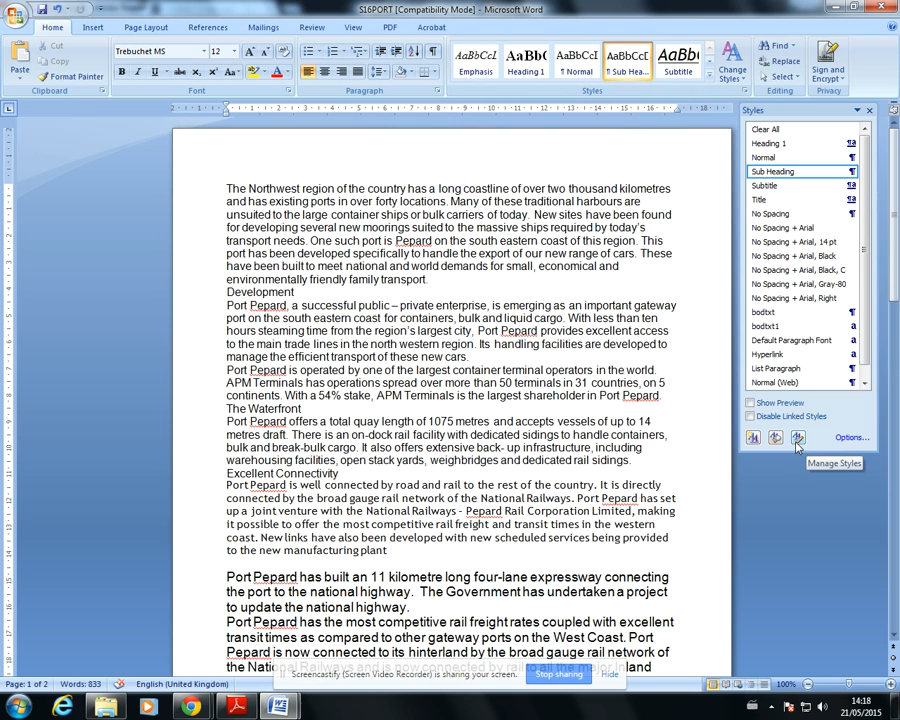 S16PORT [Compatibility Mode] - Microsoft Word
Home Insert Page Layout References Mailings Review View PDF Acrobat
Paste
Cut
Copy
Format Painter
Clipboard
Trebuchet MS 12
Font
Paragraph
AaBbCcI AaBb( AaBbCcI AaBbCcD AaBbC
Emphasis Heading 1 ¶ Normal ¶ Sub Hea... Subtitle
Change Styles
Styles
Find
Replace
Select
Editing
Sign and Encrypt
Privacy
Styles
Clear All
Heading 1
Normal
Sub Heading
Subtitle
Title
No Spacing
No Spacing + Arial
No Spacing + Arial, 14 pt
No Spacing + Arial, Black
No Spacing + Arial, Black, C
No Spacing + Arial, Gray-80
No Spacing + Arial, Right
bodtxt
bodtxt1
Default Paragraph Font
Hyperlink
List Paragraph
Normal (Web)
Show Preview
Disable Linked Styles
Options...
Manage Styles
The Northwest region of the country has a long coastline of over two thousand kilometres
and has existing ports in over forty locations. Many of these traditional harbours are
unsuited to the large container ships or bulk carriers of today. New sites have been found
for developing several new moorings suited to the massive ships required by today's
transport needs. One such port is Pepard on the south eastern coast of this region. This
port has been developed specifically to handle the export of our new range of cars. These
have been built to meet national and world demands for small, economical and
environmentally friendly family transport.
Development
Port Pepard, a successful public – private enterprise, is emerging as an important gateway
port on the south eastern coast for containers, bulk and liquid cargo. With less than ten
hours steaming time from the region's largest city, Port Pepard provides excellent access
to the main trade lines in the north western region. Its handling facilities are developed to
manage the efficient transport of these new cars.
Port Pepard is operated by one of the largest container terminal operators in the world.
APM Terminals has operations spread over more than 50 terminals in 31 countries, on 5
continents. With a 54% stake, APM Terminals is the largest shareholder in Port Pepard.
The Waterfront
Port Pepard offers a total quay length of 1075 metres and accepts vessels of up to 14
metres draft. There is an on-dock rail facility with dedicated sidings to handle containers,
bulk and break-bulk cargo. It also offers extensive back- up infrastructure, including
warehousing facilities, open stack yards, weighbridges and dedicated rail sidings.
Excellent Connectivity
Port Pepard is well connected by road and rail to the rest of the country. It is directly
connected by the broad gauge rail network of the National Railways. Port Pepard has set
up a joint venture with the National Railways - Pepard Rail Corporation Limited, making
it possible to offer the most competitive rail freight and transit times in the western
coast. New links have also been developed with new scheduled services being provided
to the new manufacturing plant
Port Pepard has built an 11 kilometre long four-lane expressway connecting
the port to the national highway. The Government has undertaken a project
to update the national highway.
Port Pepard has the most competitive rail freight rates coupled with excellent
transit times as compared to other gateway ports on the West Coast. Port
Pepard is now connected to its hinterland by the broad gauge rail network of
the National Railways and is now connected by rail to all the major Inland
Screencastify (Screen Video Recorder) is sharing your screen. Stop sharing Hide
Page: 1 of 2 Words: 833 English (United Kingdom) 100%
14:18
21/05/2015